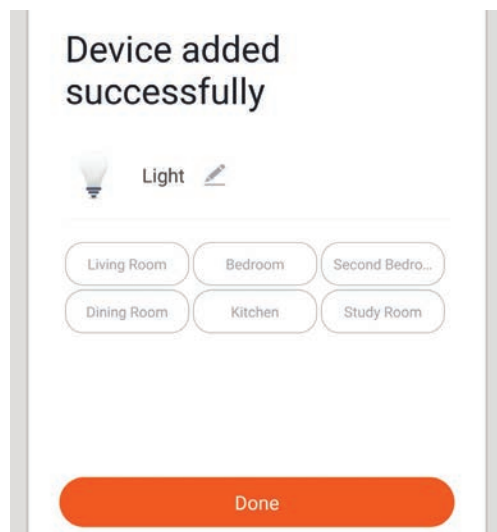 Device added
successfully
Light
Living Room Bedroom Second Bedro...
Dining Room Kitchen Study Room
Done